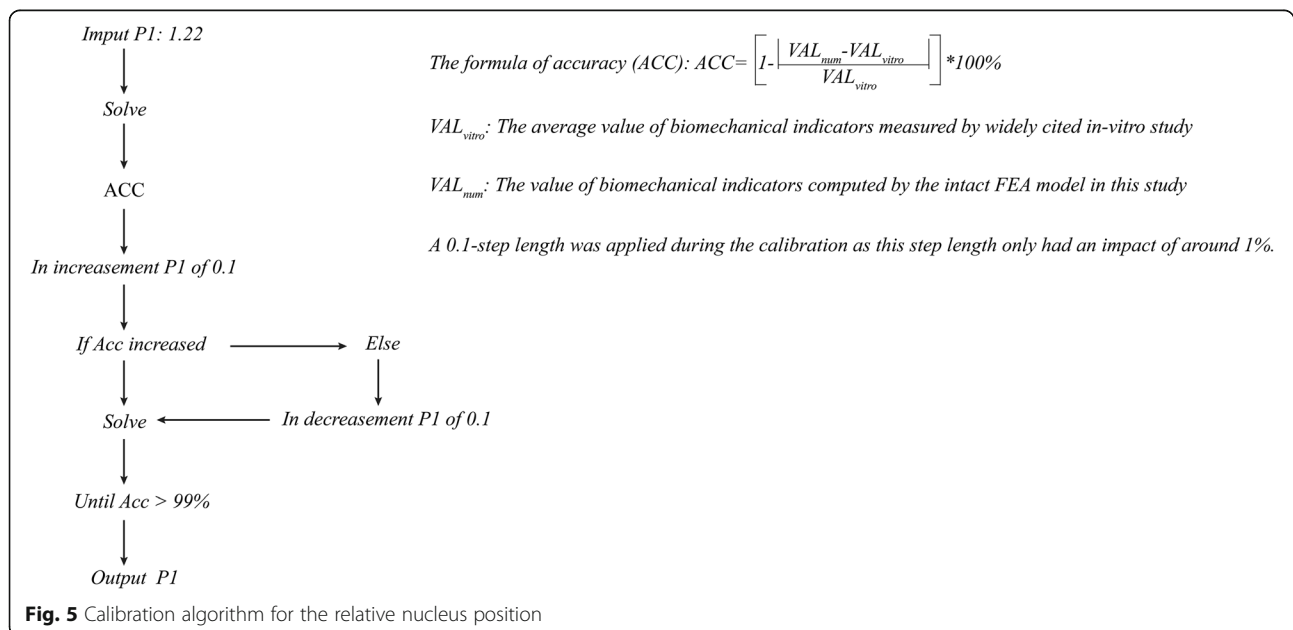 Imput P1: 1.22
Solve
ACC
In increasement P1 of 0.1
If Acc increased
Else
Solve
In decreasement P1 of 0.1
Until Acc > 99%
Output P1
The formula of accuracy (ACC): ACC= [1- |VAL_num-VAL_vitro| / VAL_vitro] *100%
VAL_vitro: The average value of biomechanical indicators measured by widely cited in-vitro study
VAL_num: The value of biomechanical indicators computed by the intact FEA model in this study
A 0.1-step length was applied during the calibration as this step length only had an impact of around 1%.
Fig. 5 Calibration algorithm for the relative nucleus position